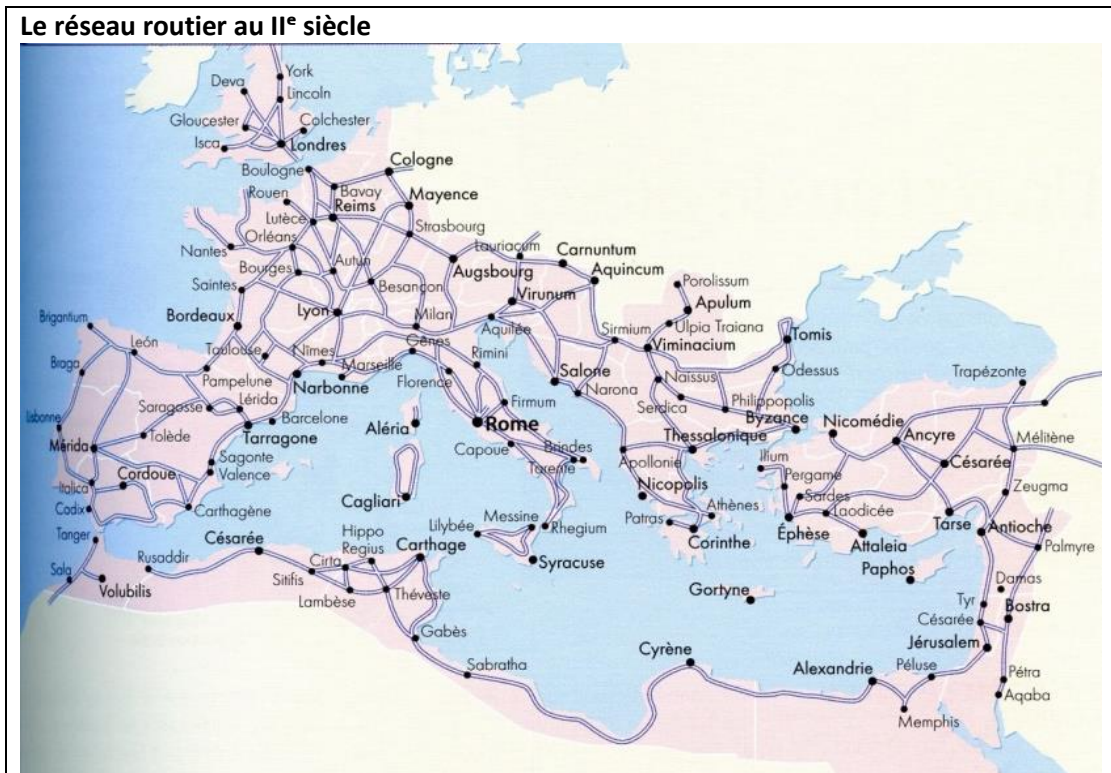 Le réseau routier au IIᵉ siècle
York
Deva
Lincoln
Gloucester
Colchester
Isca
Londres
Boulogne
Cologne
Rouen
Bavay
Mayence
Reims
Lutèce
Strasbourg
Orléans
Nantes
Lauriacum
Carnuntum
Bourges
Autun
Augsbourg
Aquincum
Saintes
Besançon
Virunum
Porolissum
Apulum
Bordeaux
Lyon
Milan
Aquilée
Sirmium
Ulpia Traiana
Tomis
Brigantium
León
Gênes
Viminacium
Toulouse
Nîmes
Marseille
Rimini
Salone
Naissus
Odessus
Trapézonte
Braga
Pampelune
Narbonne
Florence
Narona
Saragosse
Lérida
Firmum
Serdica
Philippopolis
Lisbonne
Barcelone
Aléria
Rome
Byzance
Nicomédie
Ancyre
Mérida
Tolède
Tarragone
Capoue
Brindes
Thessalonique
Mélitène
Sagonte
Tarente
Apollonie
Ilium
Césarée
Italica
Cordoue
Valence
Pergame
Cagliari
Nicopolis
Sardes
Zeugma
Cadix
Carthagène
Athènes
Laodicée
Messine
Patras
Tarse
Tanger
Lilybée
Rhegium
Corinthe
Éphèse
Antioche
Césarée
Hippo
Regius
Carthage
Attaleia
Palmyre
Rusaddir
Cirta
Syracuse
Paphos
Sala
Volubilis
Sitifis
Gortyne
Damas
Lambèse
Théveste
Tyr
Bostra
Césarée
Gabès
Jérusalem
Cyrène
Sabratha
Alexandrie
Péluse
Pétra
Aqaba
Memphis